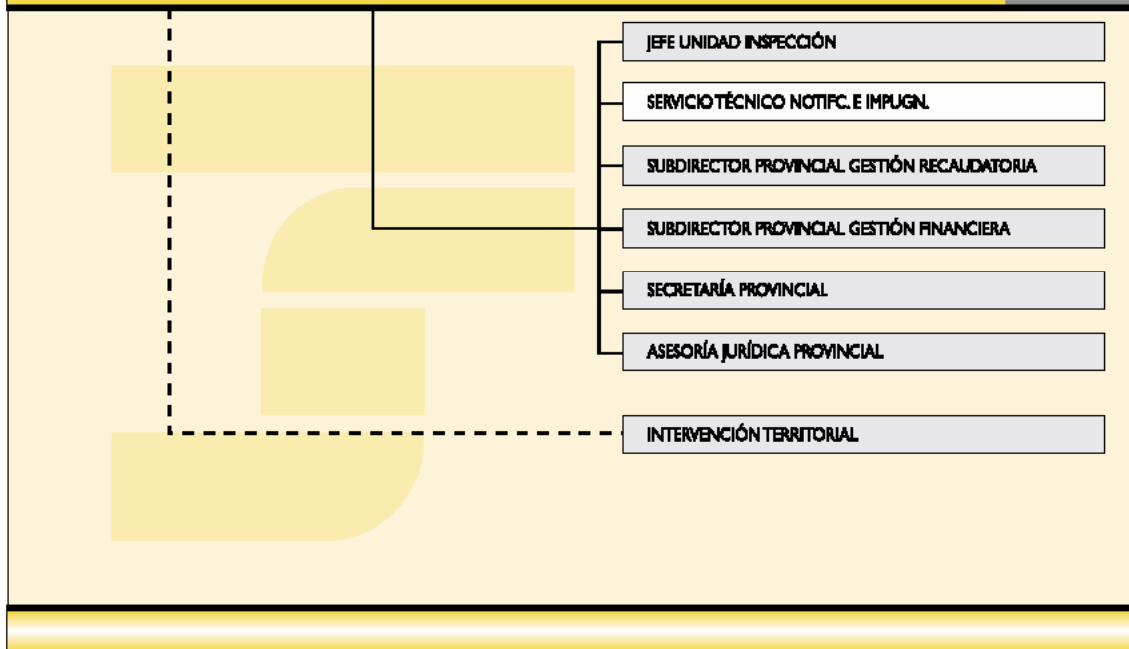 JEFE UNIDAD INSPECCIÓN
SERVICIO TÉCNICO NOTIFC. E IMPUGN.
SUBDIRECTOR PROVINCIAL GESTIÓN RECAUDATORIA
SUBDIRECTOR PROVINCIAL GESTIÓN FINANCIERA
SECRETARÍA PROVINCIAL
ASESORÍA JURÍDICA PROVINCIAL
INTERVENCIÓN TERRITORIAL